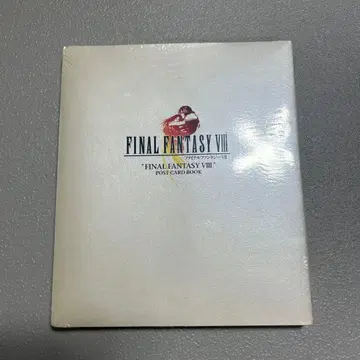 FINAL FANTASY VIII
ファイナルファンタジーVIII
"FINAL FANTASY VIII"
POST CARD BOOK